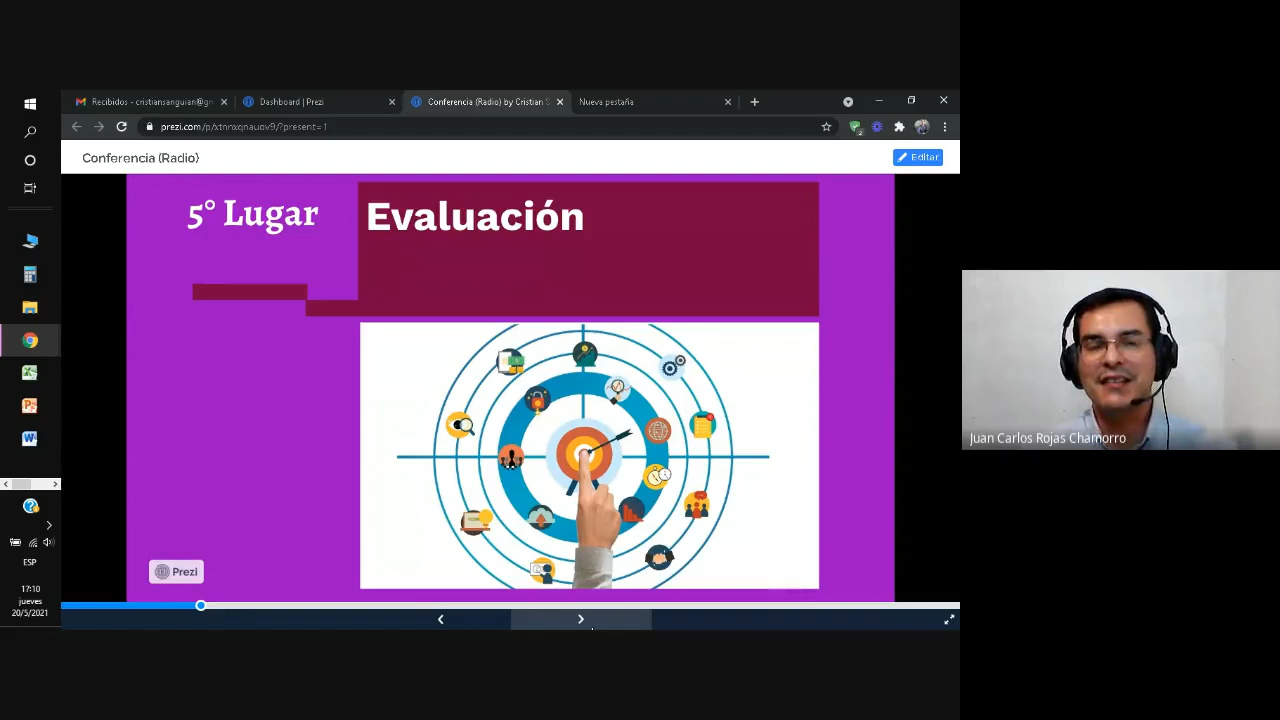 Recibidos - cristiansanguian@gm
Dashboard | Prezi
Conferencia (Radio) by Cristian S
Nueva pestaña
prezi.com/p/xtnnxqnauov9/?present=1
Conferencia (Radio)
Editar
5° Lugar
Evaluación
Prezi
Juan Carlos Rojas Chamorro
ESP
17:10
jueves
20/5/2021